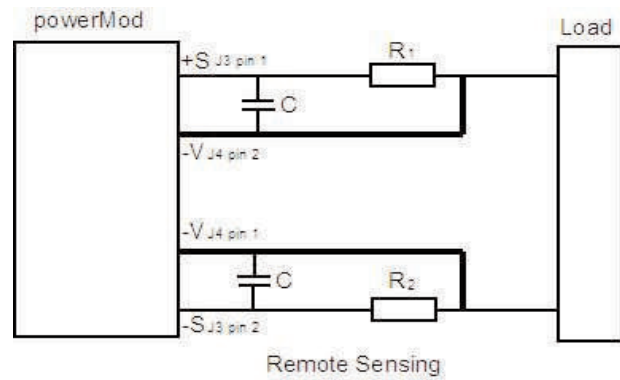 powerMod
Load
+S J3 pin 1
R1
C
-V J4 pin 2
-V J4 pin 1
C
R2
-S J3 pin 2
Remote Sensing